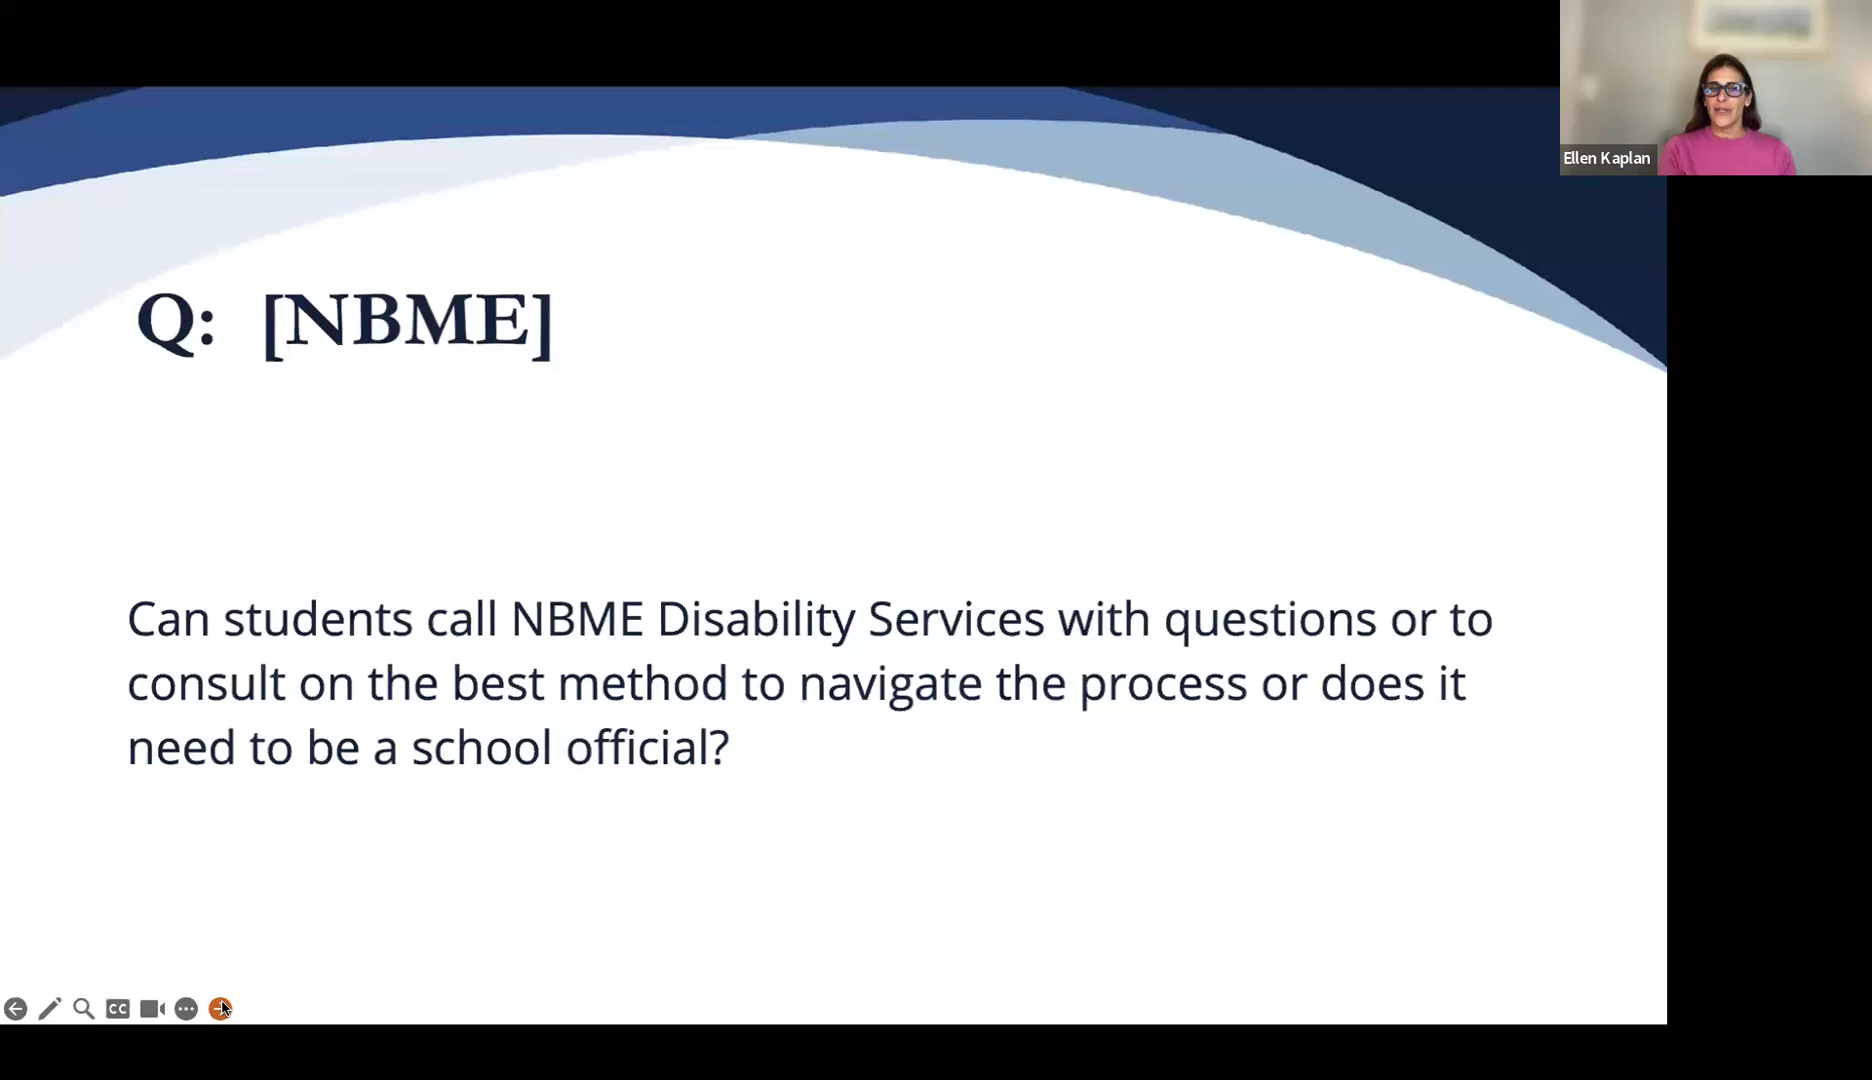 Ellen Kaplan
Q: [NBME]
Can students call NBME Disability Services with questions or to
consult on the best method to navigate the process or does it
need to be a school official?
CC